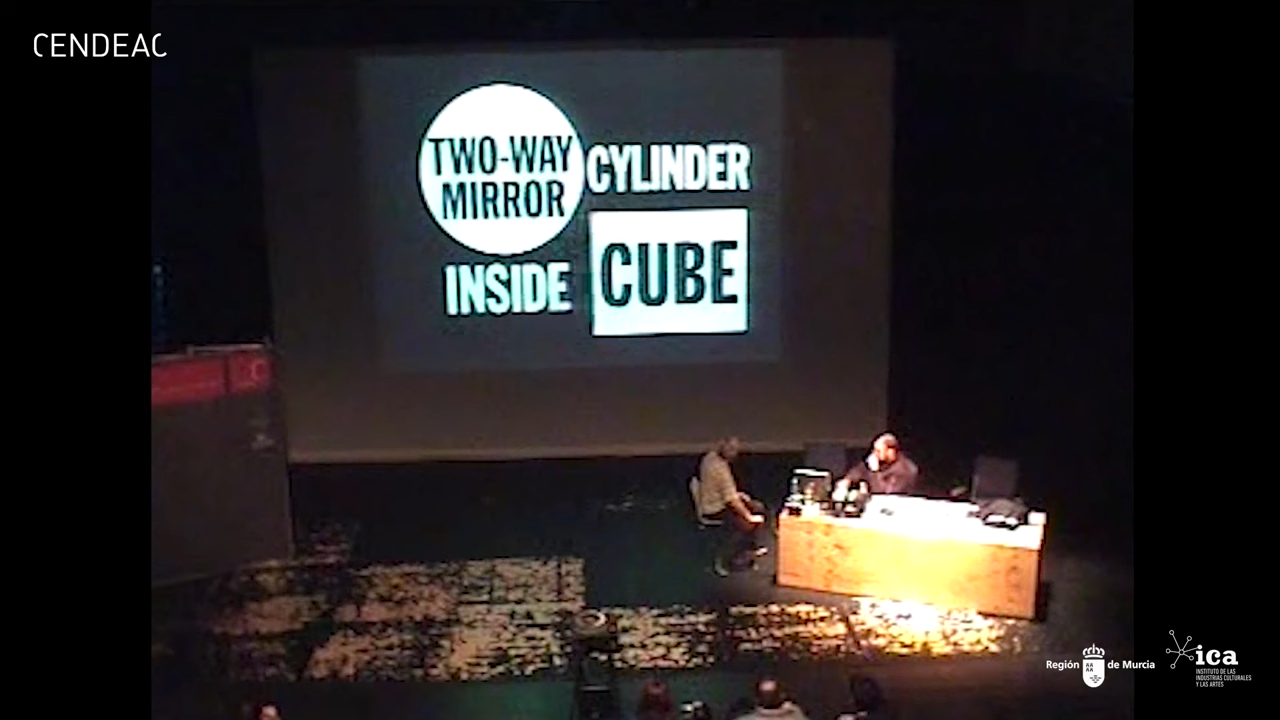 CENDEAC
TWO-WAY
MIRROR
CYLINDER
INSIDE
CUBE
Región de Murcia
ica
INSTITUTO DE LAS
INDUSTRIAS CULTURALES
Y LAS ARTES